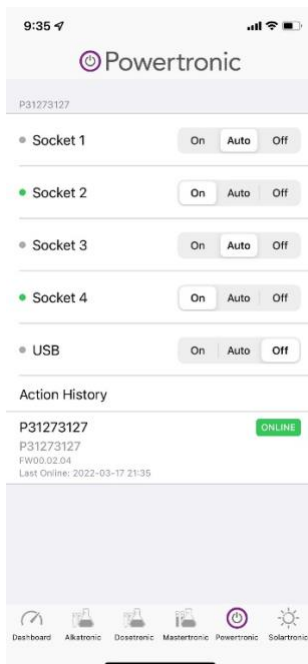 9:35
Powertronic
P31273127
Socket 1 On Auto Off
Socket 2 On Auto Off
Socket 3 On Auto Off
Socket 4 On Auto Off
USB On Auto Off
Action History
P31273127 ONLINE
P31273127
FW00.02.04
Last Online: 2022-03-17 21:35
Dashboard Alkatronic Dosetronic Mastertronic Powertronic Solartronic